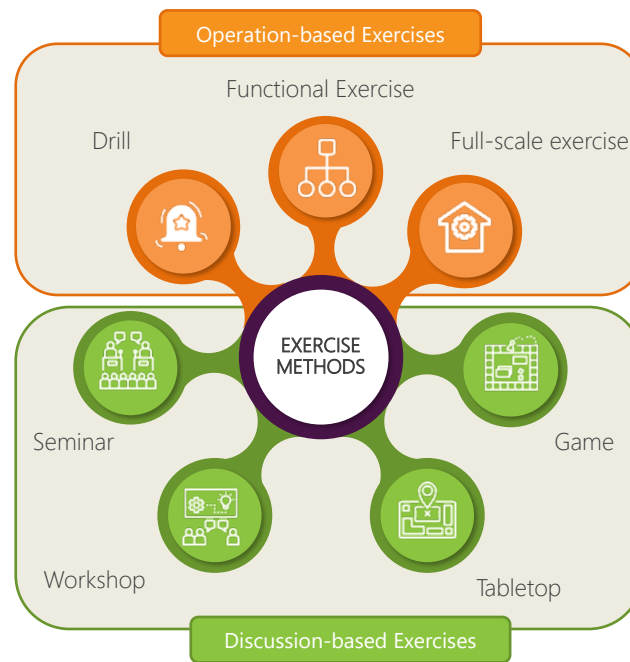 Operation-based Exercises
Functional Exercise
Drill
Full-scale exercise
EXERCISE
METHODS
Seminar
Game
Workshop
Tabletop
Discussion-based Exercises